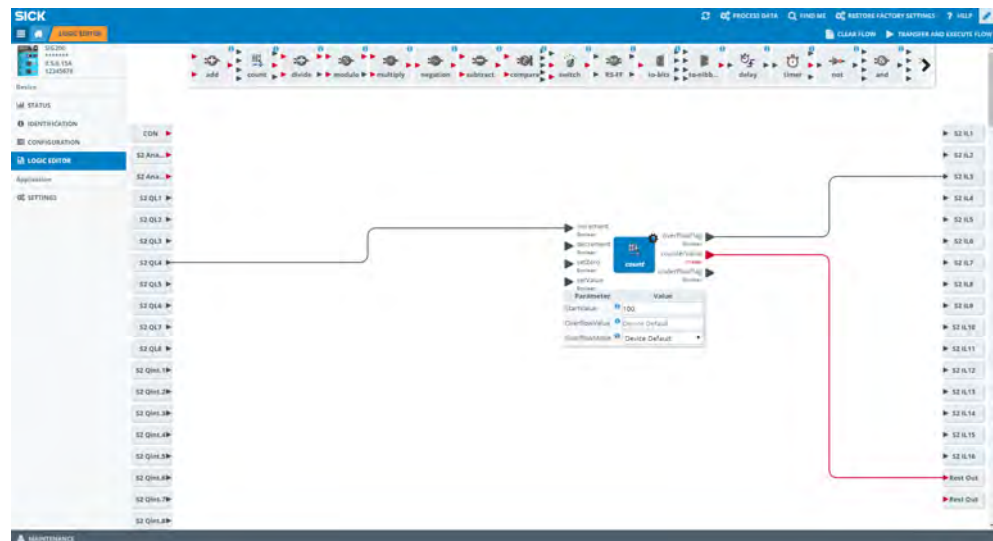 SICK
PROCESS DATA
FIND ME
RESTORE FACTORY SETTINGS
? HELP
LOGIC EDITOR
CLEAR FLOW
TRANSFER AND EXECUTE FLOW
SIG200
********
12345678
Device
STATUS
IDENTIFICATION
CONFIGURATION
LOGIC EDITOR
Application
SETTINGS
add
count
divide
modulo
multiply
negation
subtract
compare
switch
RS-FF
to-bits
to-nibb...
delay
timer
not
and
CON
S2 Ana...
S2 Ana...
S2 QL1
S2 QL2
S2 QL3
S2 QL4
S2 QL5
S2 QL6
S2 QL7
S2 QL8
S2 QInt.1
S2 QInt.2
S2 QInt.3
S2 QInt.4
S2 QInt.5
S2 QInt.6
S2 QInt.7
S2 QInt.8
increment
Boolean
decrement
Boolean
setZero
Boolean
setValue
Boolean
count
overflowFlag
Boolean
counterValue
Integer
underflowFlag
Boolean
Parameter
Value
StartValue
100
OverflowValue
Device Default
OverflowMode
Device Default
S2 IL1
S2 IL2
S2 IL3
S2 IL4
S2 IL5
S2 IL6
S2 IL7
S2 IL8
S2 IL9
S2 IL10
S2 IL11
S2 IL12
S2 IL13
S2 IL14
S2 IL15
S2 IL16
Rest Out
Rest Out
MAINTENANCE